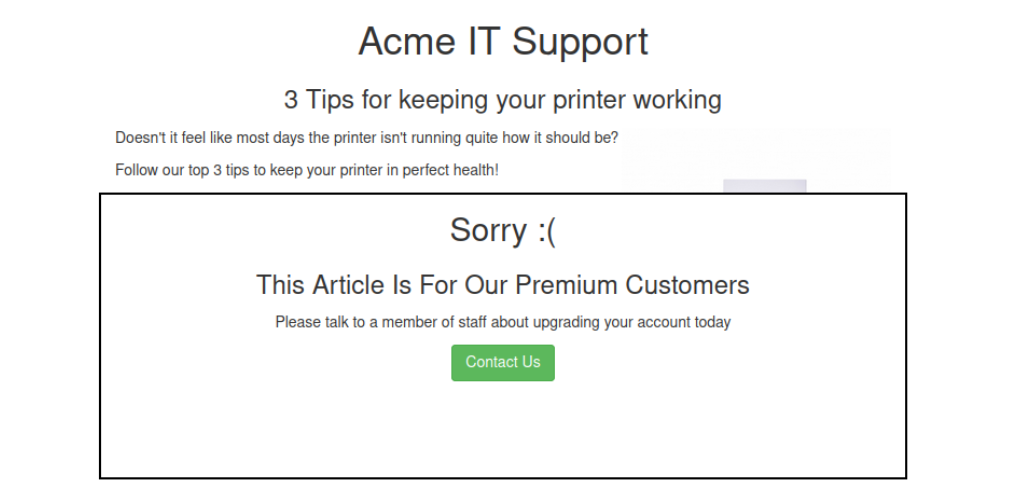 Acme IT Support
3 Tips for keeping your printer working
Doesn't it feel like most days the printer isn't running quite how it should be?
Follow our top 3 tips to keep your printer in perfect health!
Sorry :(
This Article Is For Our Premium Customers
Please talk to a member of staff about upgrading your account today
Contact Us